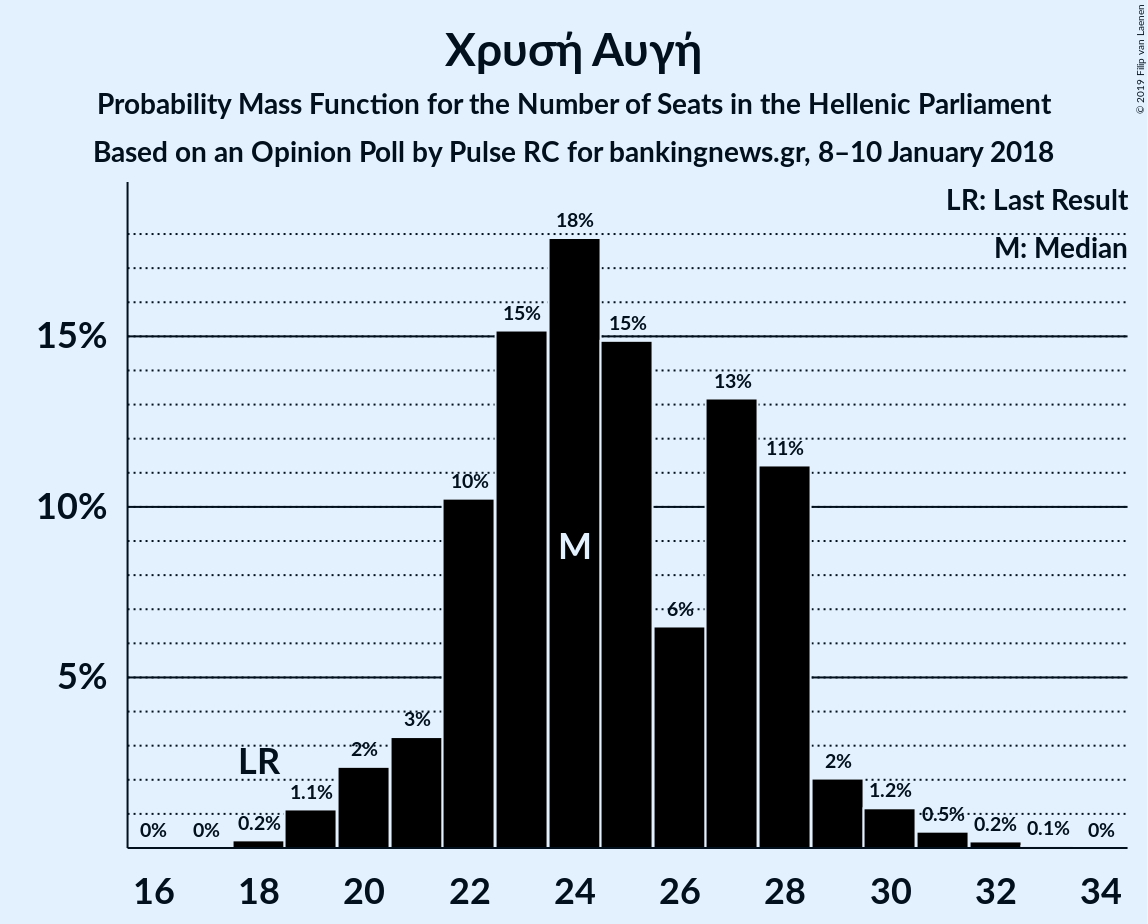 Χρυσή Αυγή
Probability Mass Function for the Number of Seats in the Hellenic Parliament
Based on an Opinion Poll by Pulse RC for bankingnews.gr, 8–10 January 2018
© 2019 Filip van Laenen
LR: Last Result
M: Median
18%
15%
15%
15%
13%
11%
10%
10%
M
6%
5%
3%
2%
LR
2%
1.1%
1.2%
0.5%
0% 0% 0.2% 0.2% 0.1% 0%
16 18 20 22 24 26 28 30 32 34